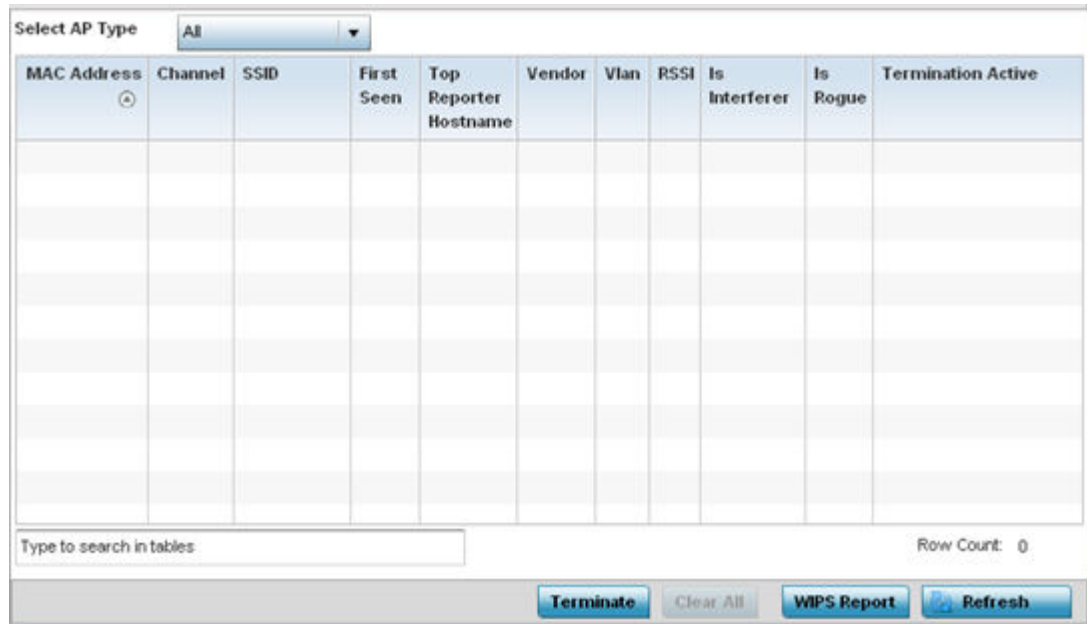 Select AP Type All
MAC Address Channel SSID First Seen Top Reporter Hostname Vendor Vlan RSSI Is Interferer Is Rogue Termination Active
Type to search in tables Row Count: 0
Terminate Clear All WIPS Report Refresh